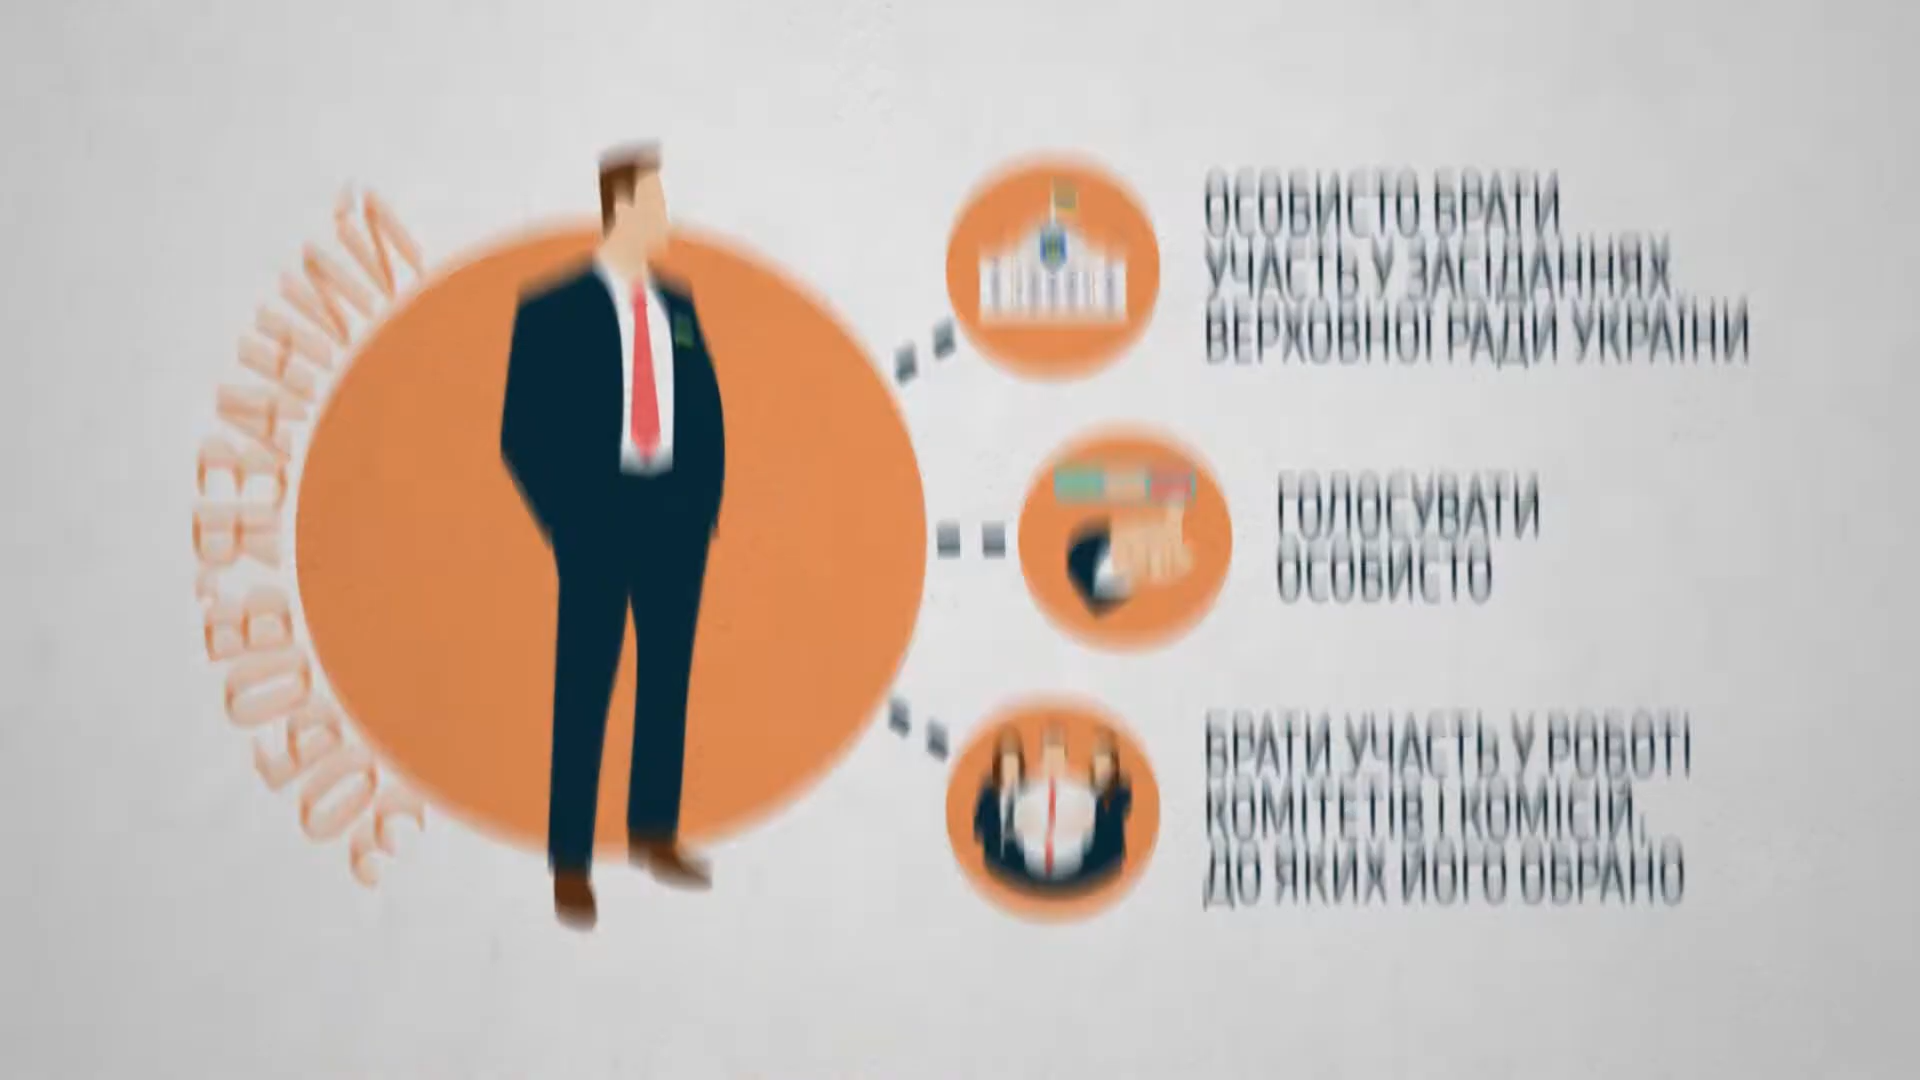 ЗОБОВ'ЯЗАНИЙ
ОСОБИСТО БРАТИ
УЧАСТЬ У ЗАСІДАННЯХ
ВЕРХОВНОЇ РАДИ УКРАЇНИ
ГОЛОСУВАТИ
ОСОБИСТО
БРАТИ УЧАСТЬ У РОБОТІ
КОМІТЕТІВ І КОМІСІЙ,
ДО ЯКИХ ЙОГО ОБРАНО